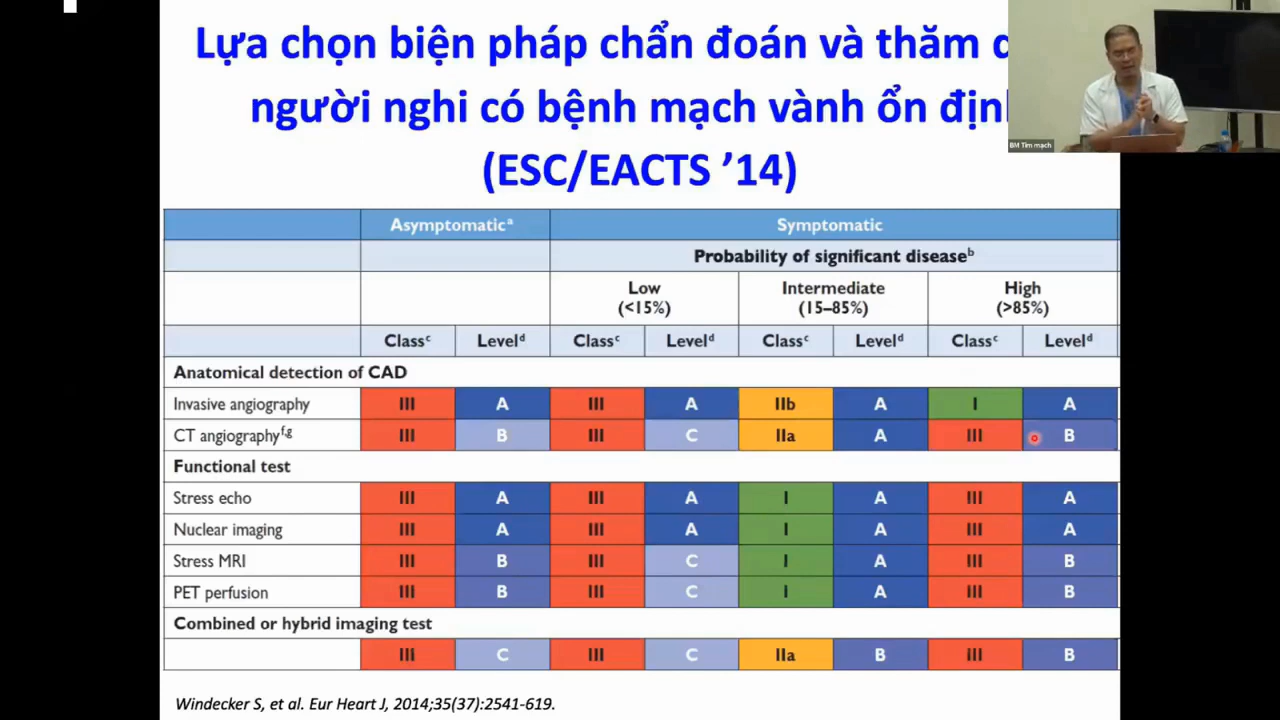 Lựa chọn biện pháp chẩn đoán và thăm
người nghi có bệnh mạch vành ổn định
(ESC/EACTS ’14)
BM Tim mạch
Asymptomaticᵃ Symptomatic
Probability of significant diseaseᵇ
Low Intermediate High
(<15%) (15–85%) (>85%)
Classᶜ Levelᵈ Classᶜ Levelᵈ Classᶜ Levelᵈ Classᶜ Levelᵈ
Anatomical detection of CAD
Invasive angiography III A III A IIb A I A
CT angiographyᶠ,ᵍ III B III C IIa A III B
Functional test
Stress echo III A III A I A III A
Nuclear imaging III A III A I A III A
Stress MRI III B III C I A III B
PET perfusion III B III C I A III B
Combined or hybrid imaging test
III C III C IIa B III B
Windecker S, et al. Eur Heart J, 2014;35(37):2541-619.